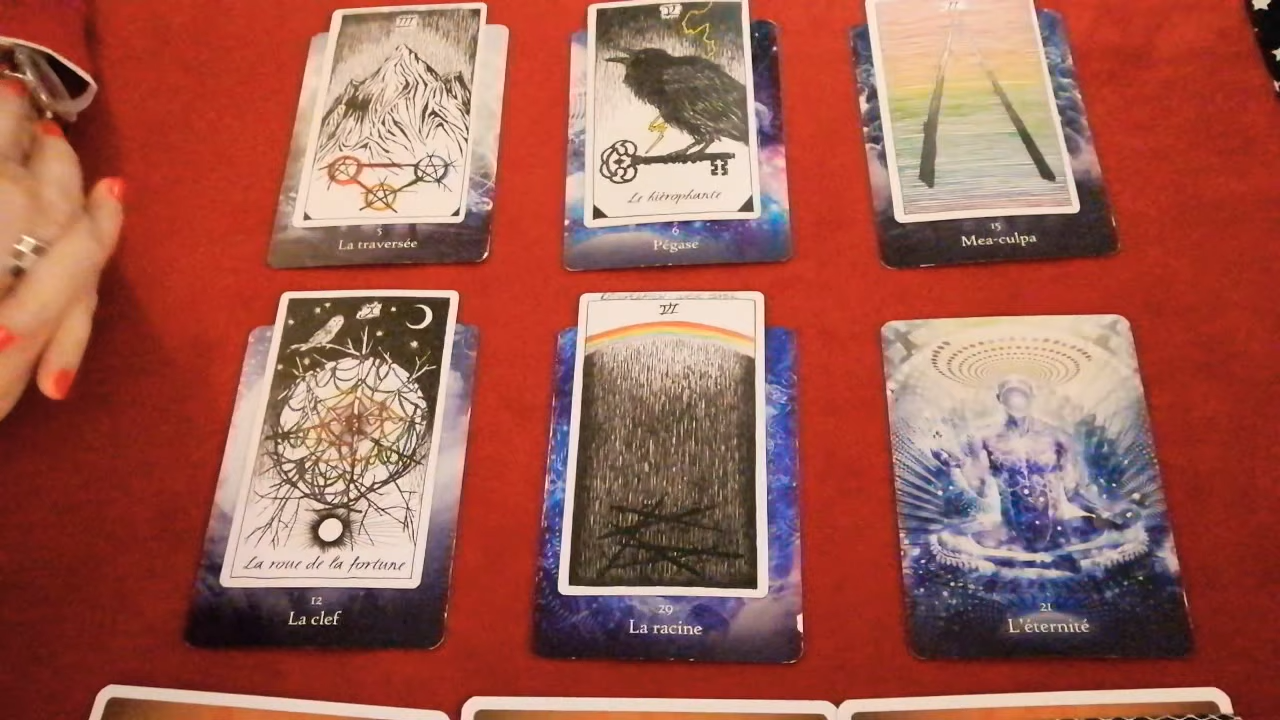 III
5
La traversée
V
Le hiérophante
6
Pégase
II
15
Mea-culpa
X
La roue de la fortune
12
La clef
VI
29
La racine
21
L'éternité